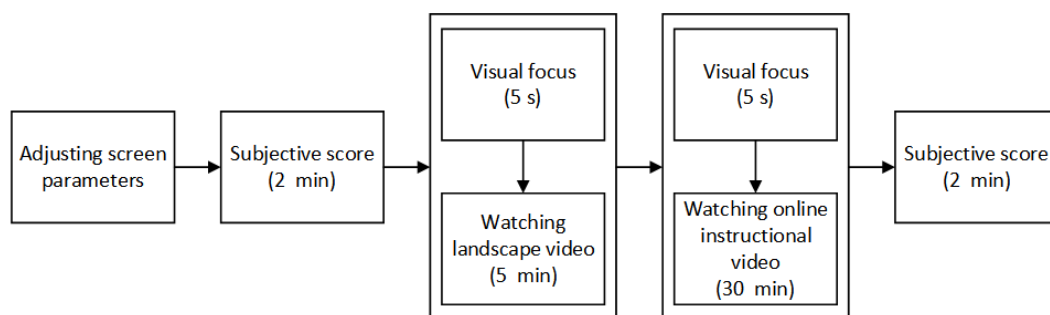 Adjusting screen
parameters
Subjective score
(2 min)
Visual focus
(5 s)
Watching
landscape video
(5 min)
Visual focus
(5 s)
Watching online
instructional
video
(30 min)
Subjective score
(2 min)